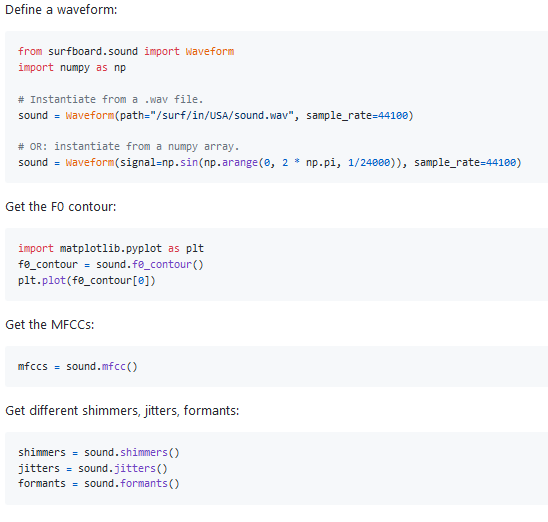 Define a waveform:
from surfboard.sound import Waveform
import numpy as np
# Instantiate from a .wav file.
sound = Waveform(path="/surf/in/USA/sound.wav", sample_rate=44100)
# OR: instantiate from a numpy array.
sound = Waveform(signal=np.sin(np.arange(0, 2 * np.pi, 1/24000)), sample_rate=44100)
Get the F0 contour:
import matplotlib.pyplot as plt
f0_contour = sound.f0_contour()
plt.plot(f0_contour[0])
Get the MFCCs:
mfccs = sound.mfcc()
Get different shimmers, jitters, formants:
shimmers = sound.shimmers()
jitters = sound.jitters()
formants = sound.formants()